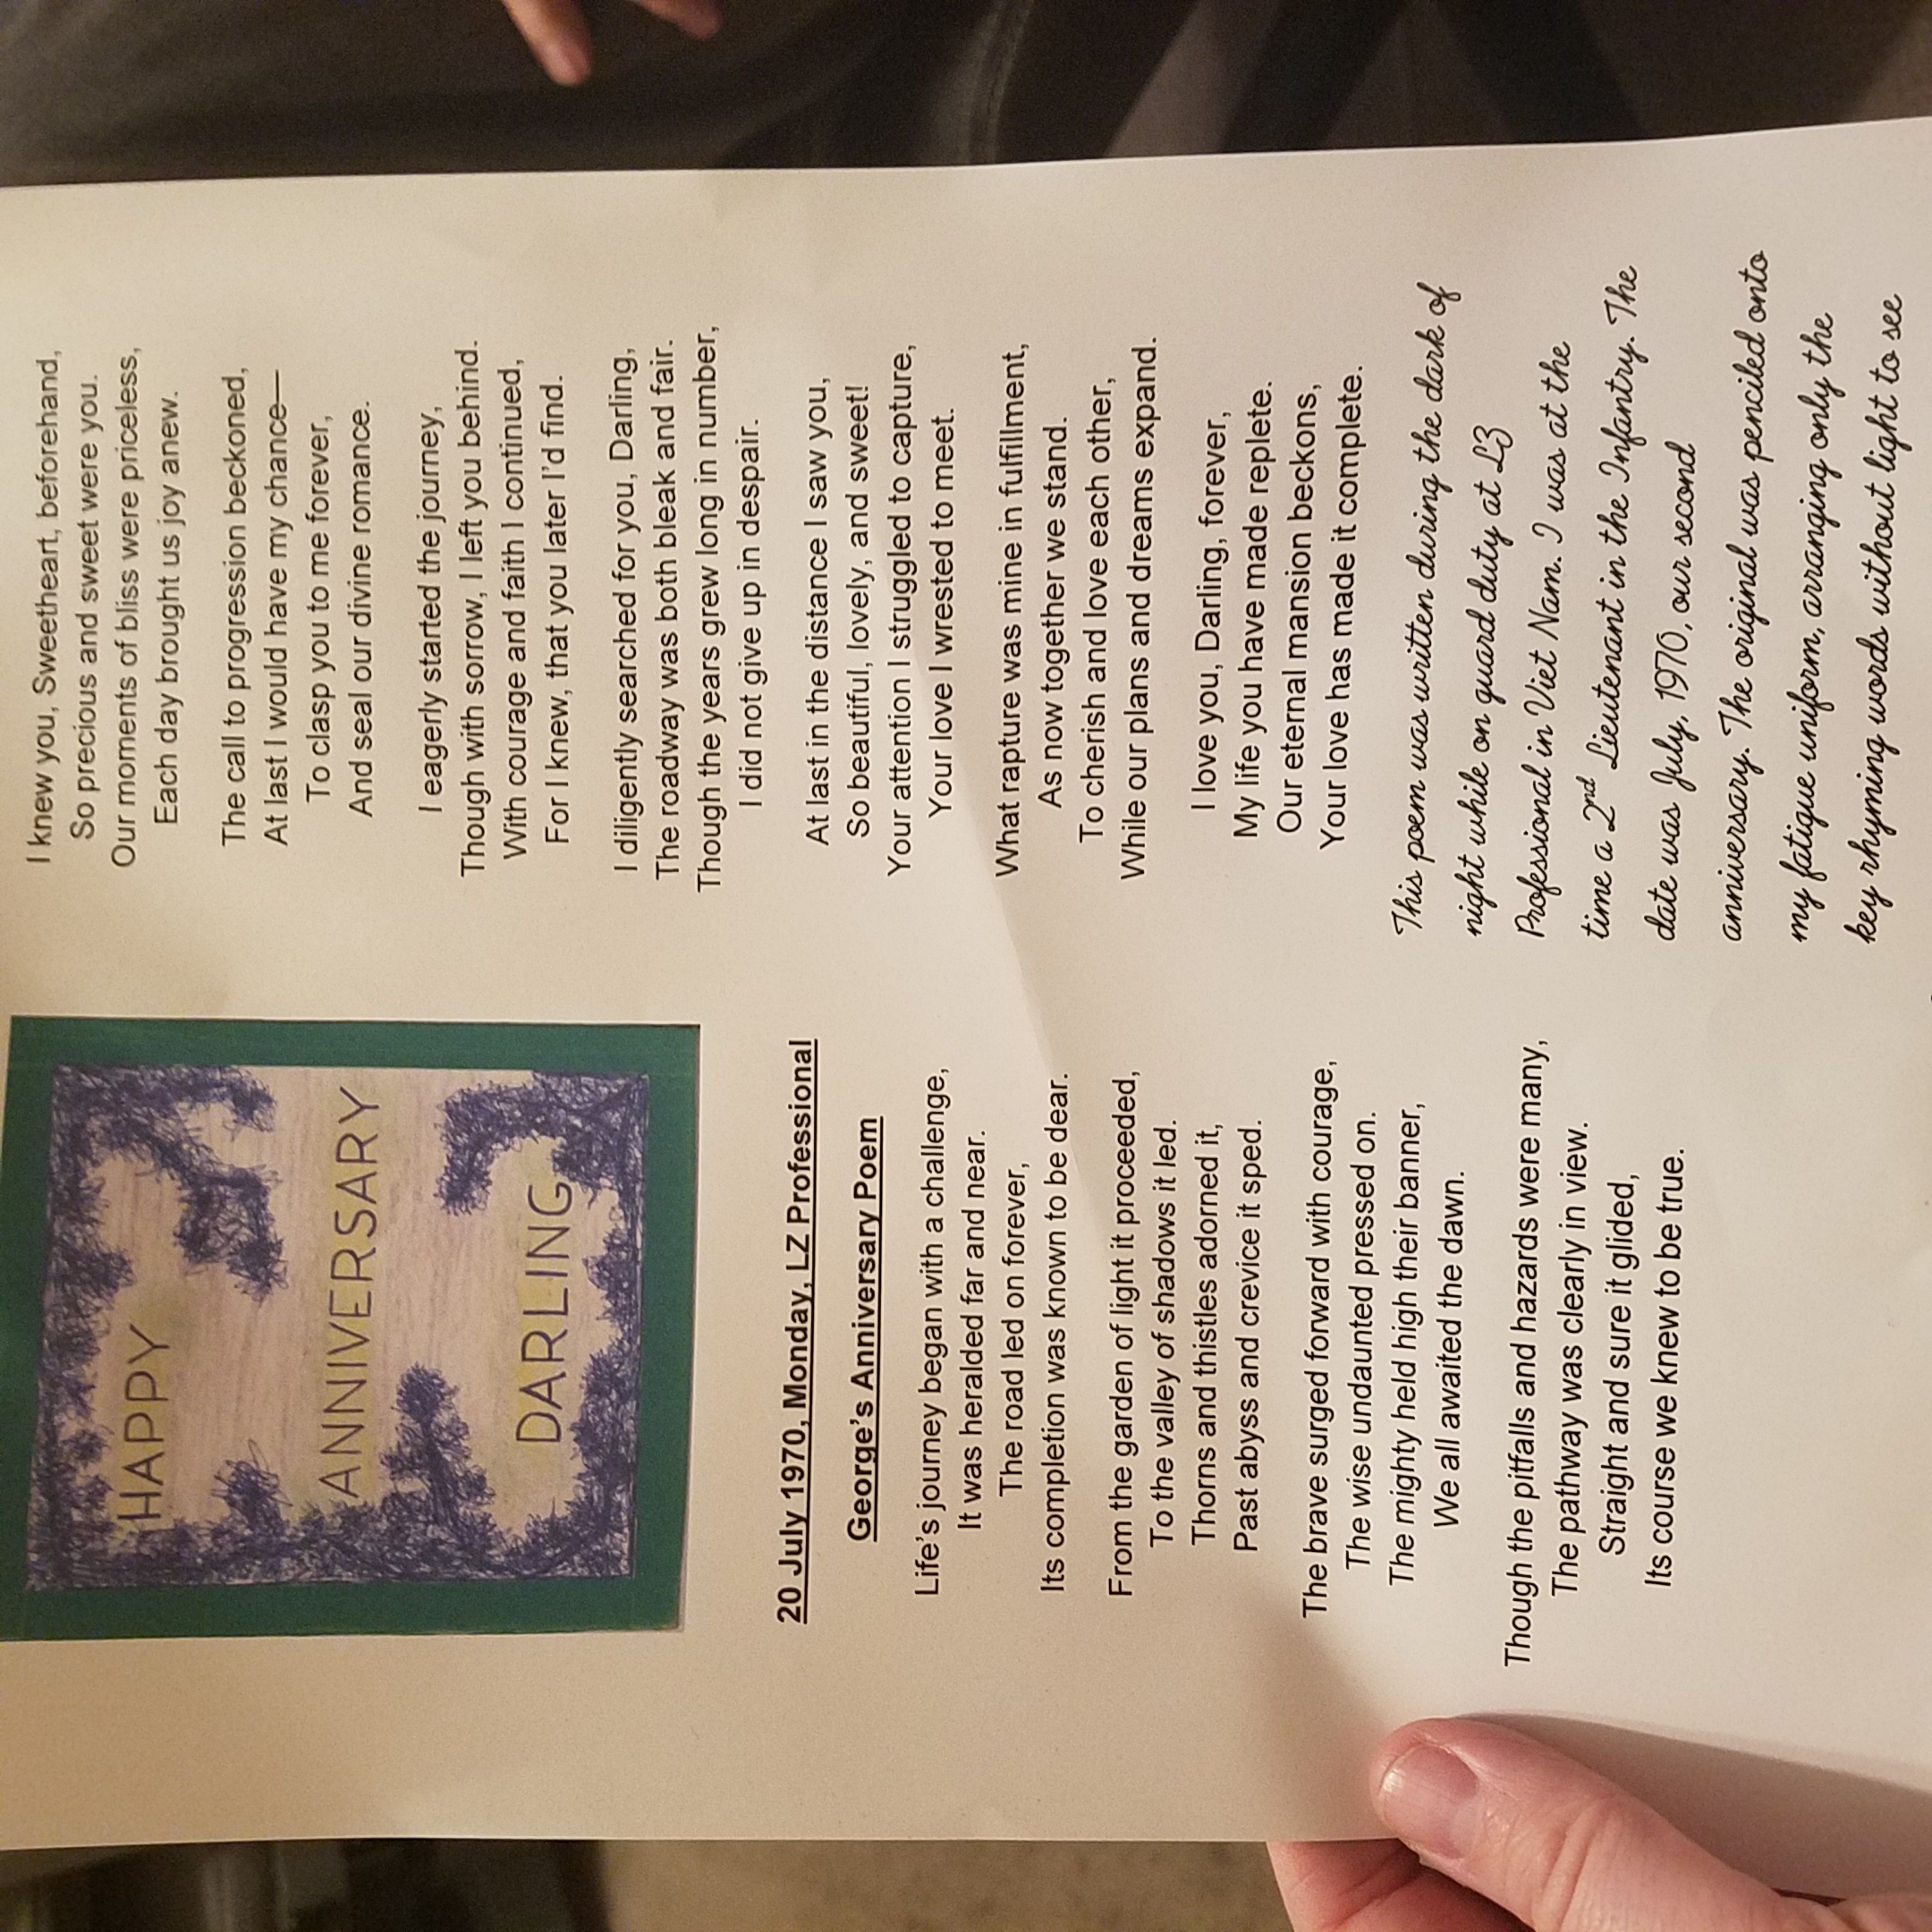 HAPPY
ANNIVERSARY
DARLING
20 July 1970, Monday, LZ Professional
George's Anniversary Poem
Life's journey began with a challenge,
It was heralded far and near.
The road led on forever,
Its completion was known to be dear.
From the garden of light it proceeded,
To the valley of shadows it led.
Thorns and thistles adorned it,
Past abyss and crevice it sped.
The brave surged forward with courage,
The wise undaunted pressed on.
The mighty held high their banner,
We all awaited the dawn.
Though the pitfalls and hazzards were many,
The pathway was clearly in view.
Straight and sure it glided,
Its course we knew to be true.
I knew you, Sweetheart, beforehand,
So precious and sweet were you.
Our moments of bliss were priceless,
Each day brought us joy anew.
The call to progression beckoned,
At last I would have my chance—
To clasp you to me forever,
And seal our divine romance.
I eagerly started the journey,
Though with sorrow, I left you behind.
With courage and faith I continued,
For I knew, that you later I'd find.
I diligently searched for you, Darling,
The roadway was both bleak and fair.
Though the years grew long in number,
I did not give up in despair.
At last in the distance I saw you,
So beautiful, lovely, and sweet!
Your attention I struggled to capture,
Your love I wrested to meet.
What rapture was mine in fulfillment,
As now together we stand.
To cherish and love each other,
While our plans and dreams expand.
I love you, Darling, forever,
My life you have made replete.
Our eternal mansion beckons,
Your love has made it complete.
This poem was written during the dark of
night while on guard duty at LZ
Professional in Viet Nam. I was at the
time a 2nd Lieutenant in the Infantry. The
date was July, 1970, our second
anniversary. The original was penciled onto
my fatigue uniform, arranging only the
key rhyming words without light to see